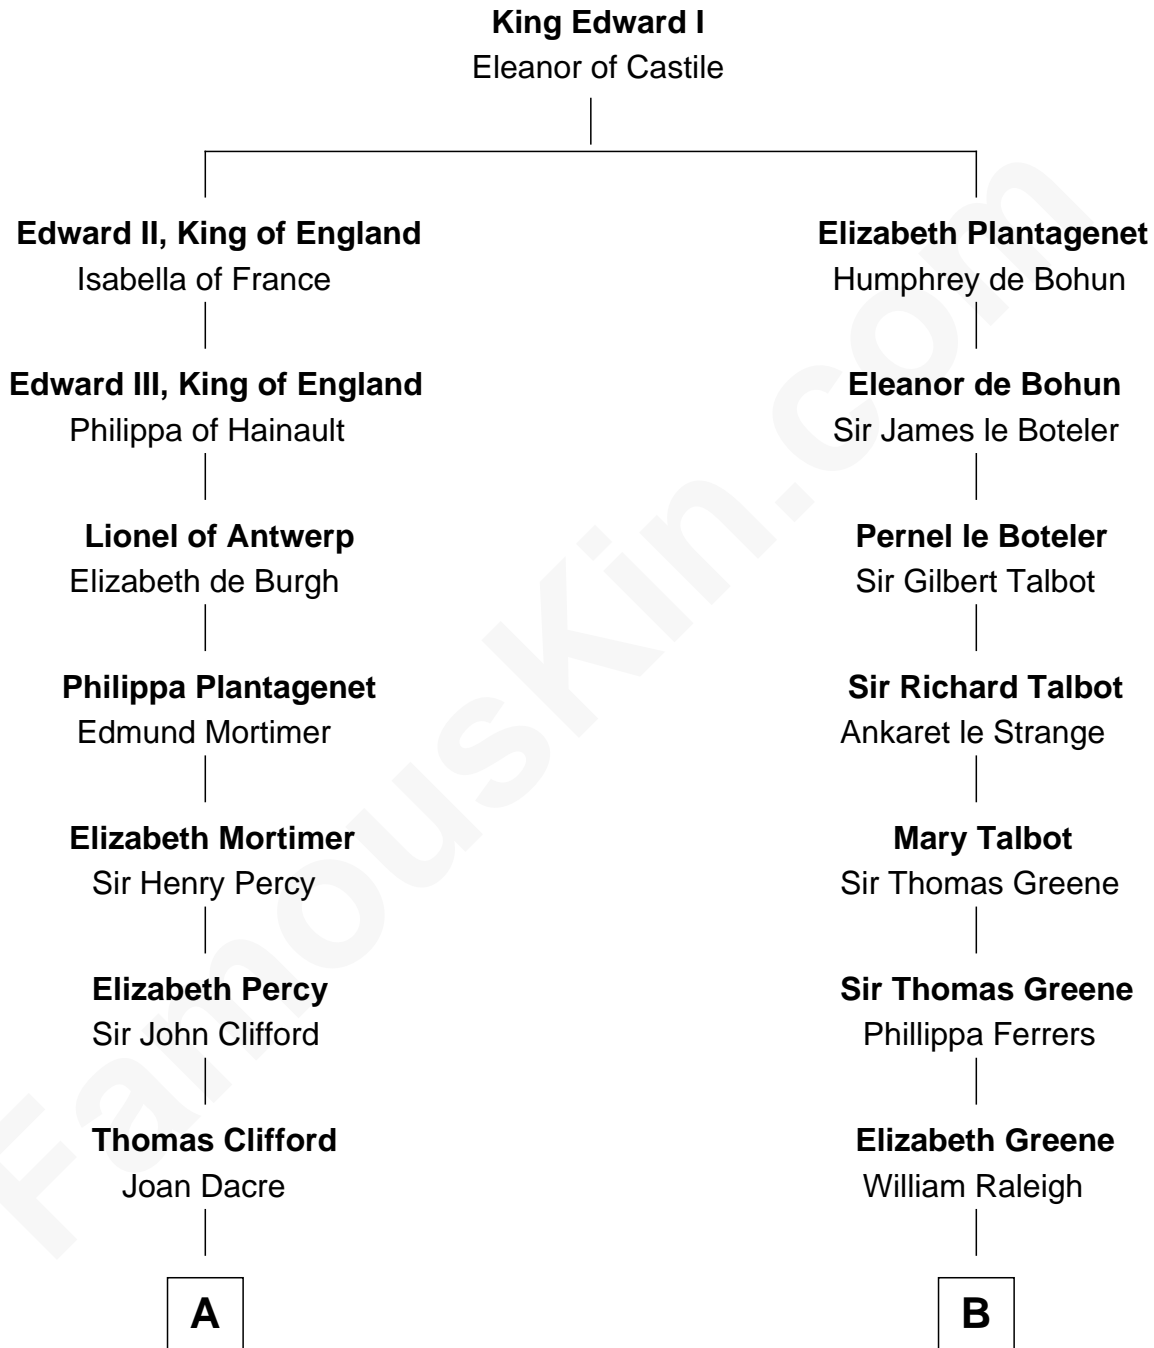 King Edward I
Eleanor of Castile
Edward II, King of England
Isabella of France
Elizabeth Plantagenet
Humphrey de Bohun
Edward III, King of England
Philippa of Hainault
Eleanor de Bohun
Sir James le Boteler
Lionel of Antwerp
Elizabeth de Burgh
Pernel le Boteler
Sir Gilbert Talbot
Philippa Plantagenet
Edmund Mortimer
Sir Richard Talbot
Ankaret le Strange
Elizabeth Mortimer
Sir Henry Percy
Mary Talbot
Sir Thomas Greene
Elizabeth Percy
Sir John Clifford
Sir Thomas Greene
Phillippa Ferrers
Thomas Clifford
Joan Dacre
Elizabeth Greene
William Raleigh
A
B
FamousKin.com